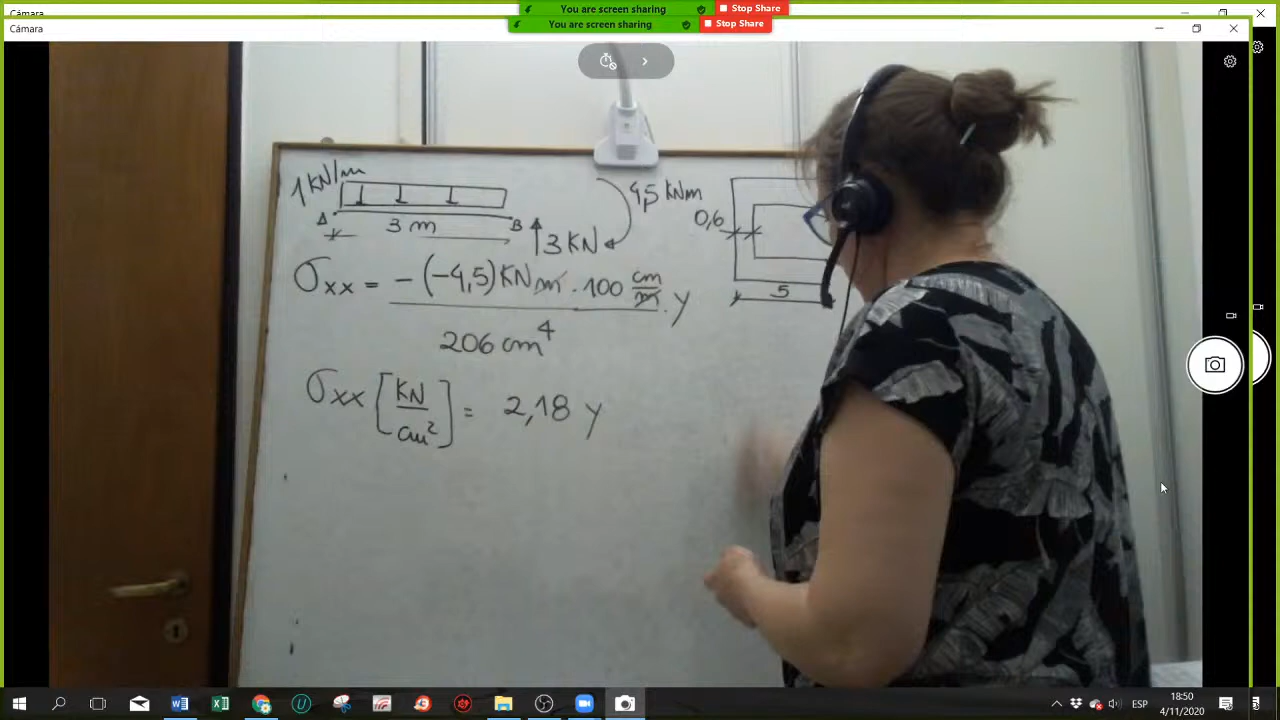 You are screen sharing Stop Share
Cámara
You are screen sharing Stop Share
Cámara
1 KN/m
A 3 m B
3 KN
4,5 KNm
0,6
5
σxx = -(-4,5) KN m . 100 cm/m . y
206 cm⁴
σxx [KN/cm²] = 2,18 y
ESP
18:50
4/11/2020